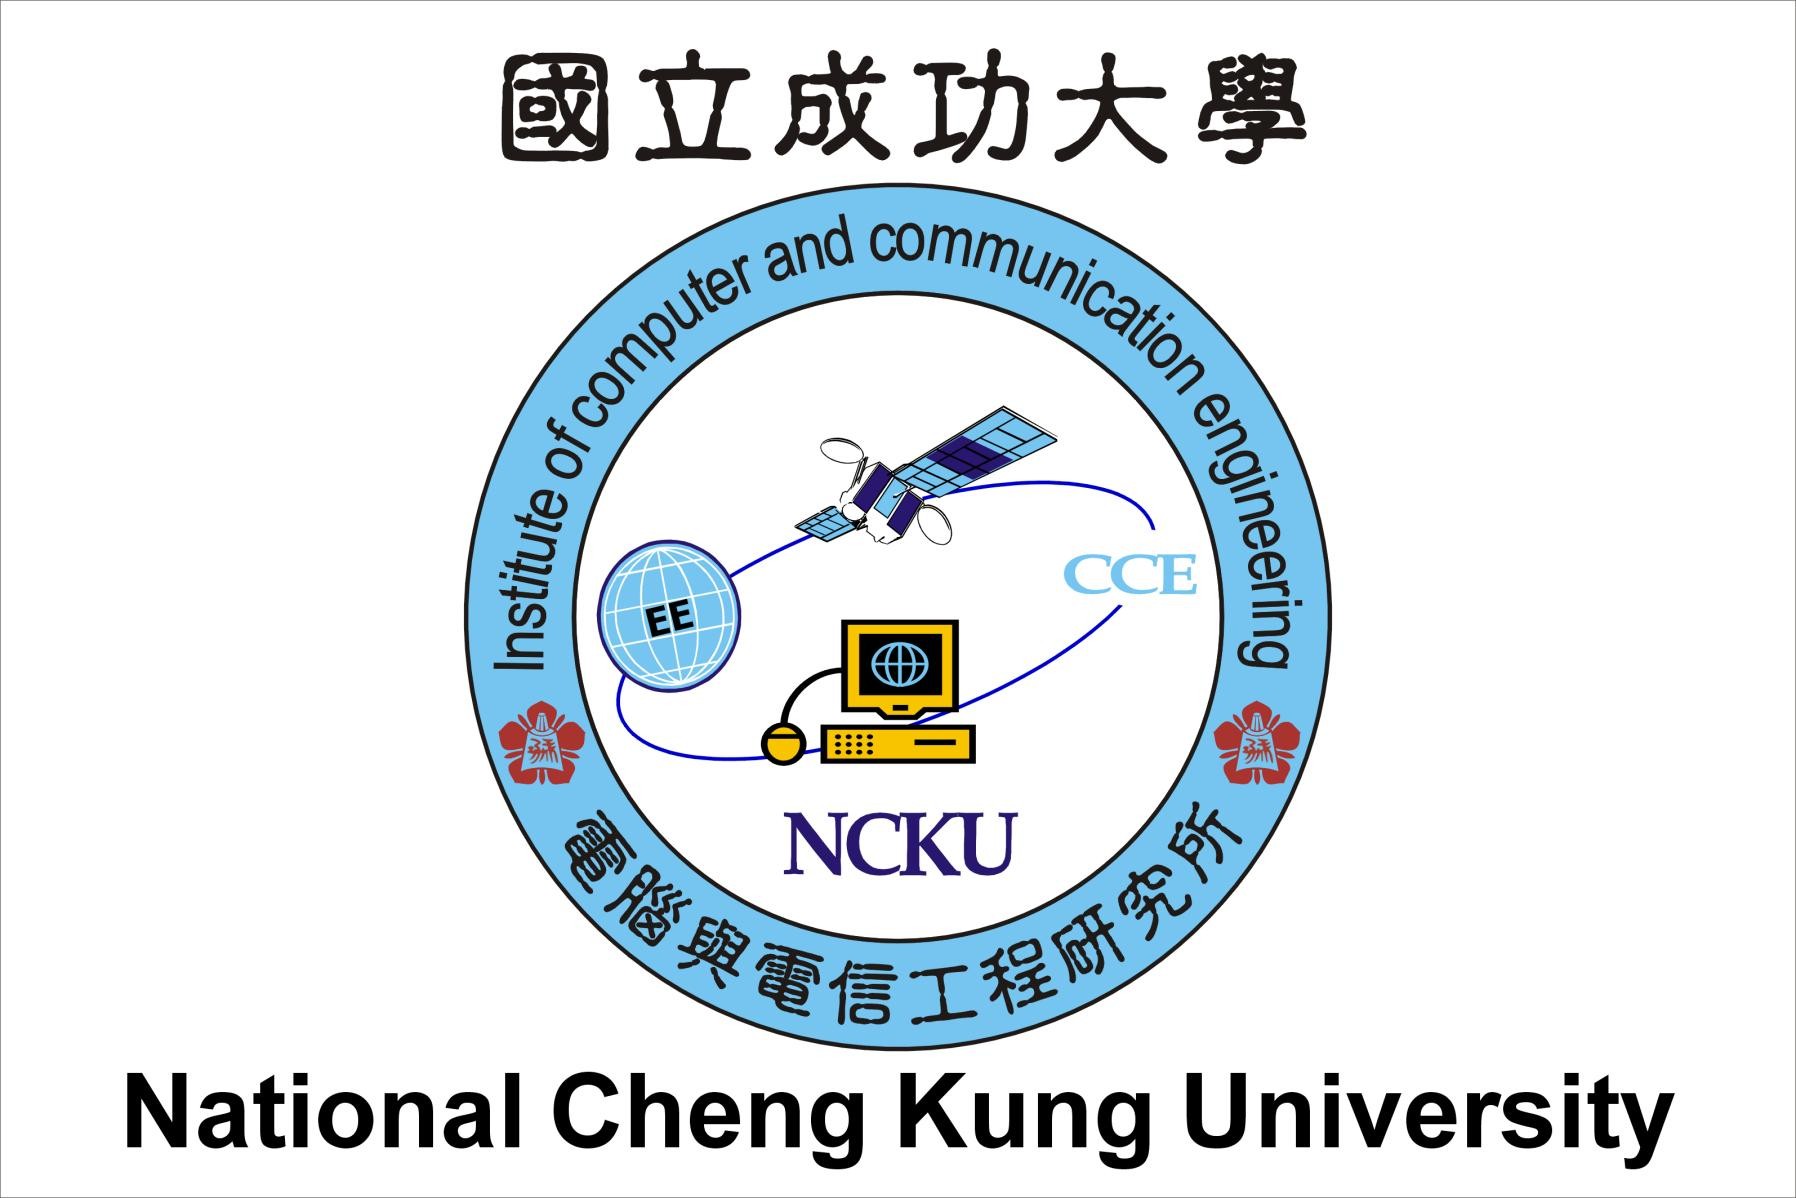 國立成功大學
Institute of computer and communication engineering
CCE
EE
NCKU
電腦與電信工程研究所
National Cheng Kung University